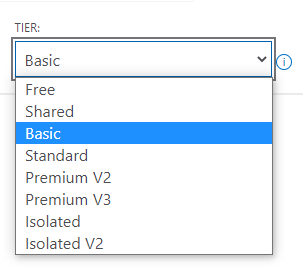 TIER:
Basic
Free
Shared
Basic
Standard
Premium V2
Premium V3
Isolated
Isolated V2